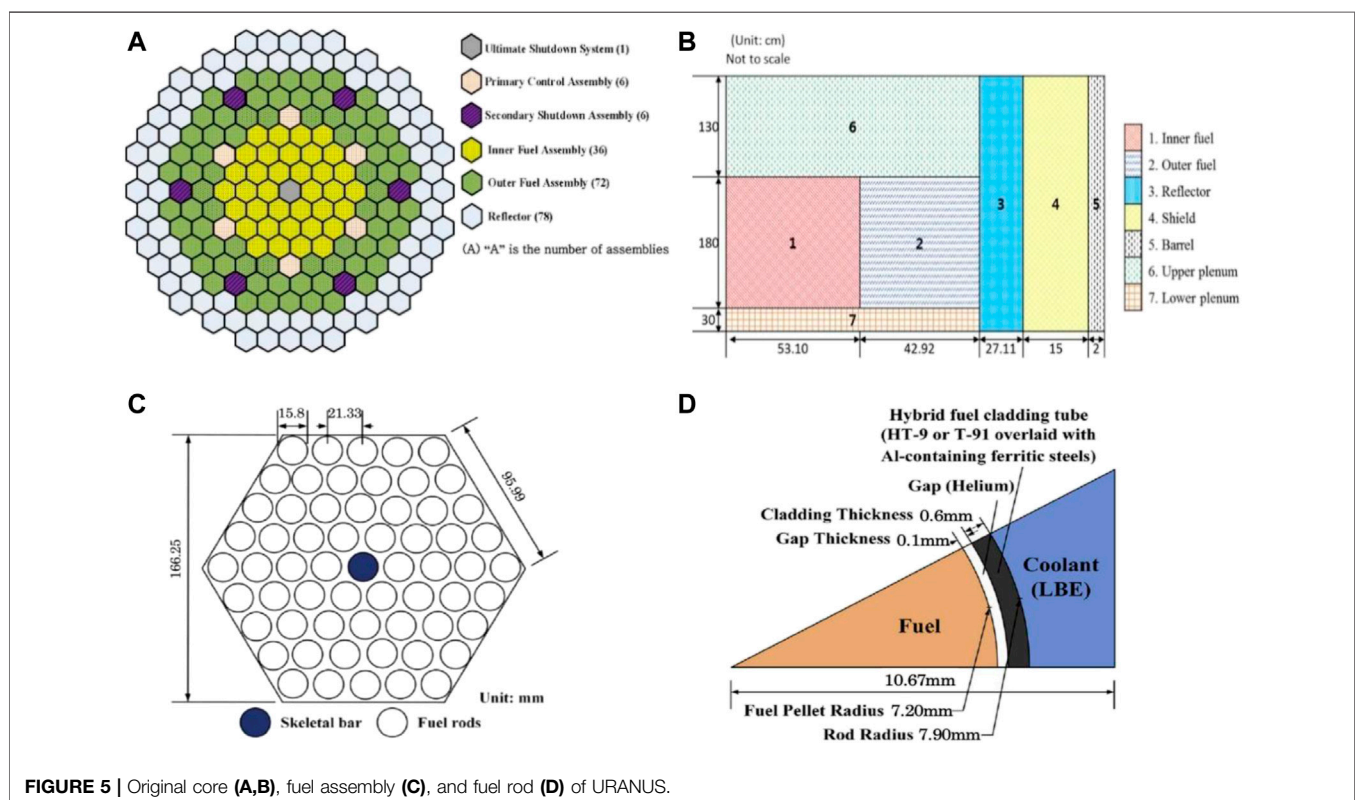 A
Ultimate Shutdown System (1)
Primary Control Assembly (6)
Secondary Shutdown Assembly (6)
Inner Fuel Assembly (36)
Outer Fuel Assembly (72)
Reflector (78)
(A) "A" is the number of assemblies
B
(Unit: cm)
Not to scale
130
180
30
6
1
2
3
4
5
7
53.10
42.92
27.11
15
2
1. Inner fuel
2. Outer fuel
3. Reflector
4. Shield
5. Barrel
6. Upper plenum
7. Lower plenum
C
15.8
21.33
95.99
166.25
Unit: mm
Skeletal bar
Fuel rods
D
Hybrid fuel cladding tube
(HT-9 or T-91 overlaid with
Al-containing ferritic steels)
Gap (Helium)
Cladding Thickness 0.6mm
Gap Thickness 0.1mm
Coolant
(LBE)
Fuel
10.67mm
Fuel Pellet Radius 7.20mm
Rod Radius 7.90mm
FIGURE 5 | Original core (A,B), fuel assembly (C), and fuel rod (D) of URANUS.